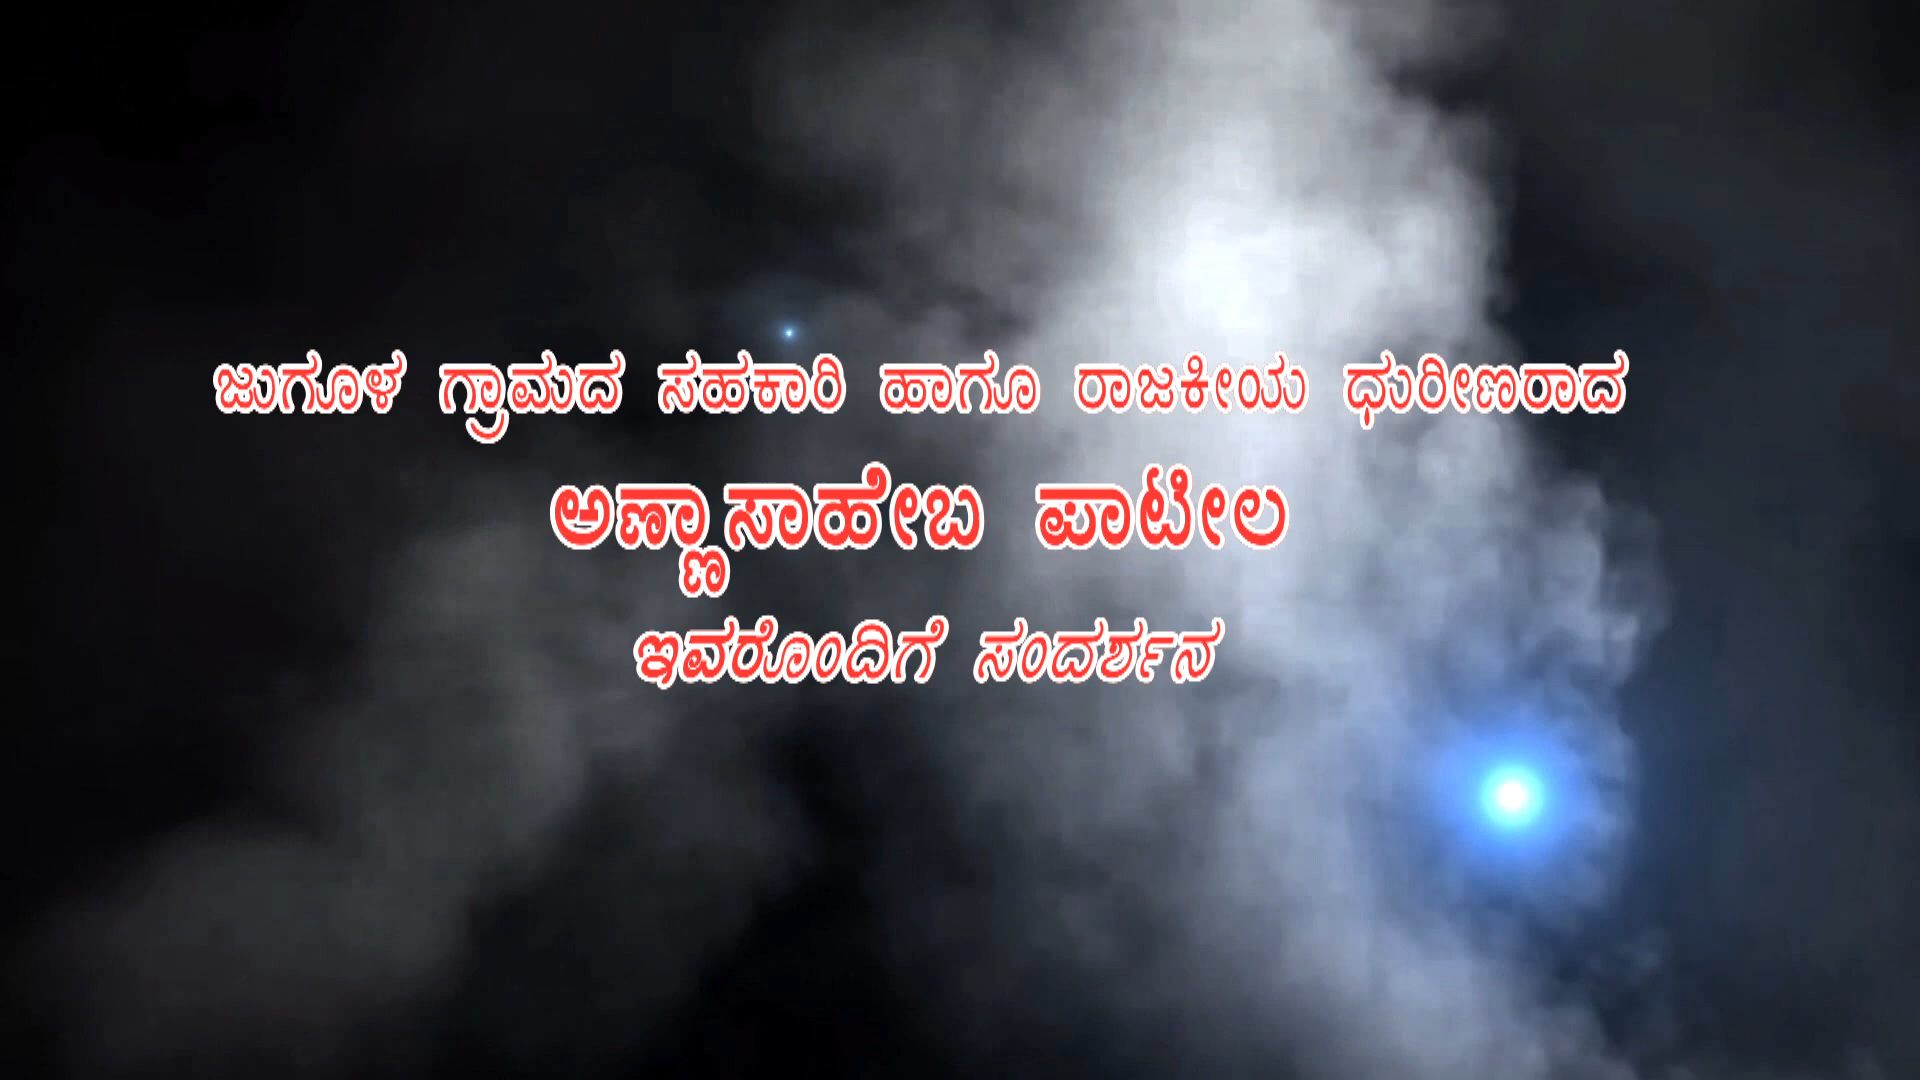 ಜುಗೂಳ ಗ್ರಾಮದ ಸಹಕಾರಿ ಹಾಗೂ ರಾಜಕೀಯ ಧುರೀಣರಾದ
ಅಣ್ಣಾಸಾಹೇಬ ಪಾಟೀಲ
ಇವರೊಂದಿಗೆ ಸಂದರ್ಶನ